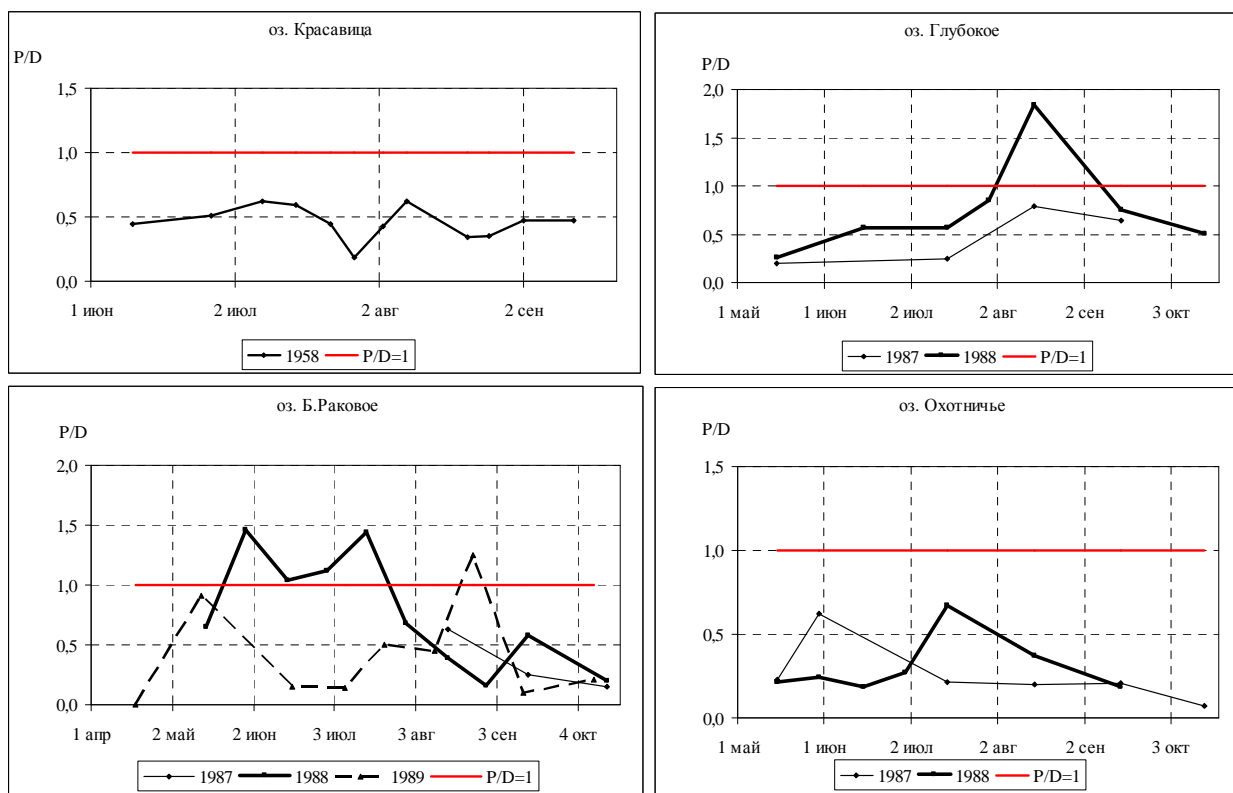 оз. Красавица
P/D
1,5
1,0
0,5
0,0
1 июн 2 июл 2 авг 2 сен
1958 P/D=1
оз. Глубокое
P/D
2,0
1,5
1,0
0,5
0,0
1 май 1 июн 2 июл 2 авг 2 сен 3 окт
1987 1988 P/D=1
оз. Б.Раковое
P/D
2,0
1,5
1,0
0,5
0,0
1 апр 2 май 2 июн 3 июл 3 авг 3 сен 4 окт
1987 1988 1989 P/D=1
оз. Охотничье
P/D
1,5
1,0
0,5
0,0
1 май 1 июн 2 июл 2 авг 2 сен 3 окт
1987 1988 P/D=1